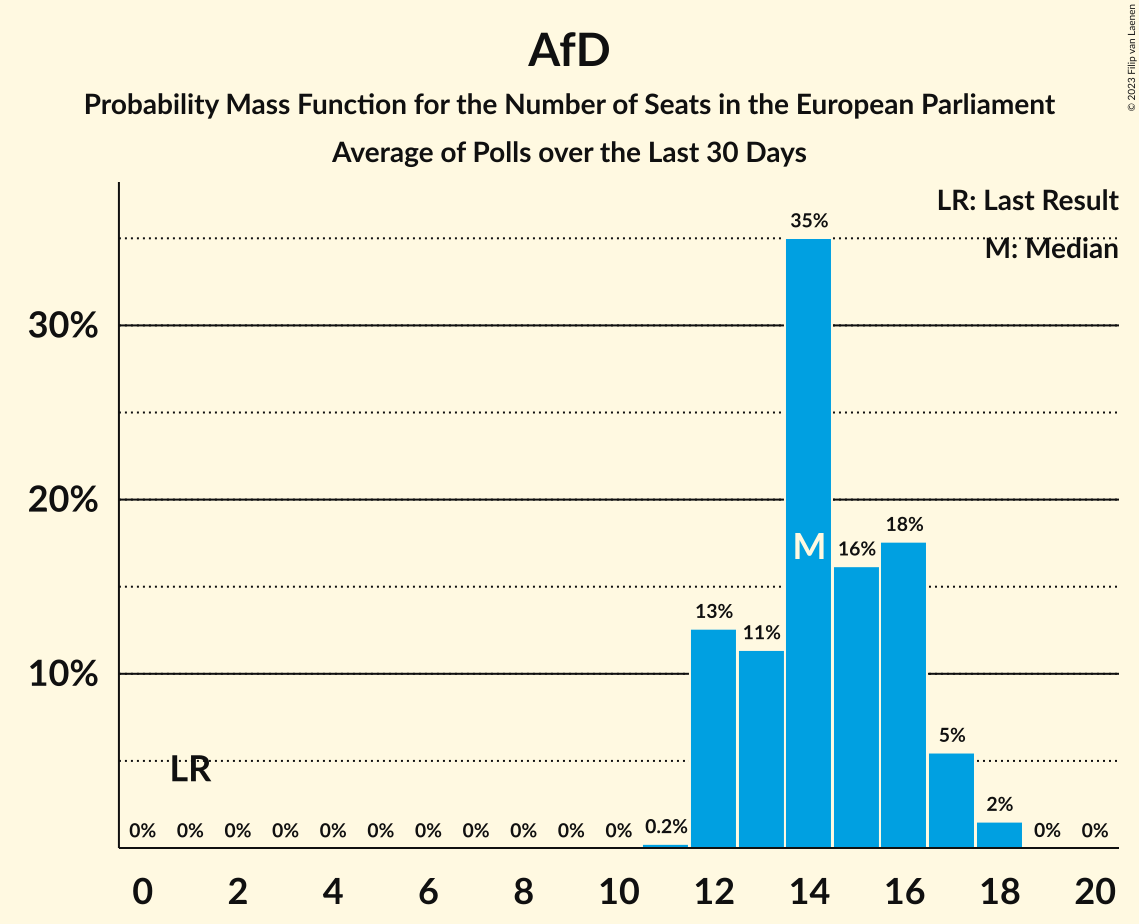 AfD
Probability Mass Function for the Number of Seats in the European Parliament
Average of Polls over the Last 30 Days
© 2023 Filip van Laenen
LR: Last Result
M: Median
35%
30%
20%
M
18%
16%
13%
11%
10%
LR
5%
2%
0% 0% 0% 0% 0% 0% 0% 0% 0% 0% 0% 0.2% 0% 0%
0 2 4 6 8 10 12 14 16 18 20